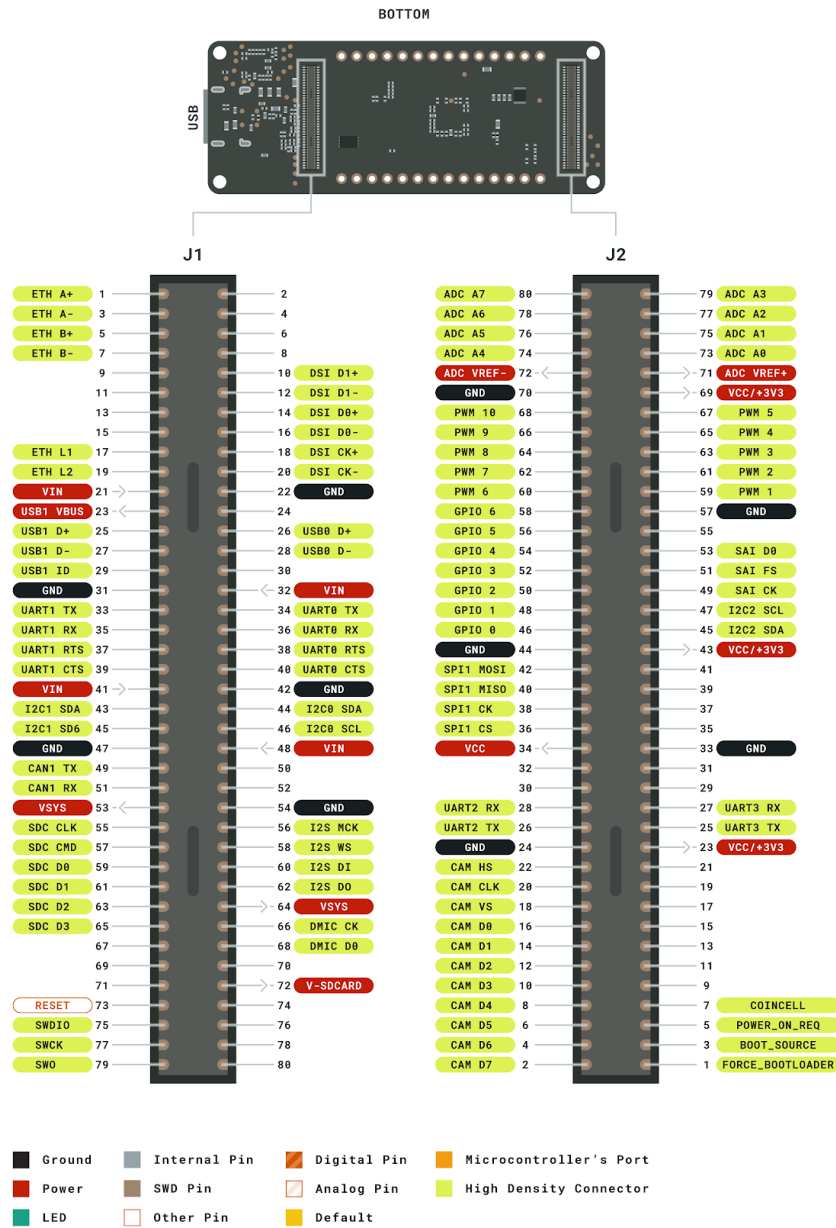 BOTTOM
USB
J1
J2
ETH A+ 1 2
ETH A- 3 4
ETH B+ 5 6
ETH B- 7 8
9 10 DSI D1+
11 12 DSI D1-
13 14 DSI D0+
15 16 DSI D0-
ETH L1 17 18 DSI CK+
ETH L2 19 20 DSI CK-
VIN 21 22 GND
USB1 VBUS 23 24
USB1 D+ 25 26 USB0 D+
USB1 D- 27 28 USB0 D-
USB1 ID 29 30
GND 31 32 VIN
UART1 TX 33 34 UART0 TX
UART1 RX 35 36 UART0 RX
UART1 RTS 37 38 UART0 RTS
UART1 CTS 39 40 UART0 CTS
VIN 41 42 GND
I2C1 SDA 43 44 I2C0 SDA
I2C1 SD6 45 46 I2C0 SCL
GND 47 48 VIN
CAN1 TX 49 50
CAN1 RX 51 52
VSYS 53 54 GND
SDC CLK 55 56 I2S MCK
SDC CMD 57 58 I2S WS
SDC D0 59 60 I2S DI
SDC D1 61 62 I2S DO
SDC D2 63 64 VSYS
SDC D3 65 66 DMIC CK
67 68 DMIC D0
69 70
71 72 V-SDCARD
RESET 73 74
SWDIO 75 76
SWCK 77 78
SWO 79 80
ADC A7 80 79 ADC A3
ADC A6 78 77 ADC A2
ADC A5 76 75 ADC A1
ADC A4 74 73 ADC A0
ADC VREF- 72 71 ADC VREF+
GND 70 69 VCC/+3V3
PWM 10 68 67 PWM 5
PWM 9 66 65 PWM 4
PWM 8 64 63 PWM 3
PWM 7 62 61 PWM 2
PWM 6 60 59 PWM 1
GPIO 6 58 57 GND
GPIO 5 56 55
GPIO 4 54 53 SAI D0
GPIO 3 52 51 SAI FS
GPIO 2 50 49 SAI CK
GPIO 1 48 47 I2C2 SCL
GPIO 0 46 45 I2C2 SDA
GND 44 43 VCC/+3V3
SPI1 MOSI 42 41
SPI1 MISO 40 39
SPI1 CK 38 37
SPI1 CS 36 35
VCC 34 33 GND
32 31
30 29
UART2 RX 28 27 UART3 RX
UART2 TX 26 25 UART3 TX
GND 24 23 VCC/+3V3
CAM HS 22 21
CAM CLK 20 19
CAM VS 18 17
CAM D0 16 15
CAM D1 14 13
CAM D2 12 11
CAM D3 10 9
CAM D4 8 7 COINCELL
CAM D5 6 5 POWER_ON_REQ
CAM D6 4 3 BOOT_SOURCE
CAM D7 2 1 FORCE_BOOTLOADER
Ground Internal Pin Digital Pin Microcontroller's Port
Power SWD Pin Analog Pin High Density Connector
LED Other Pin Default